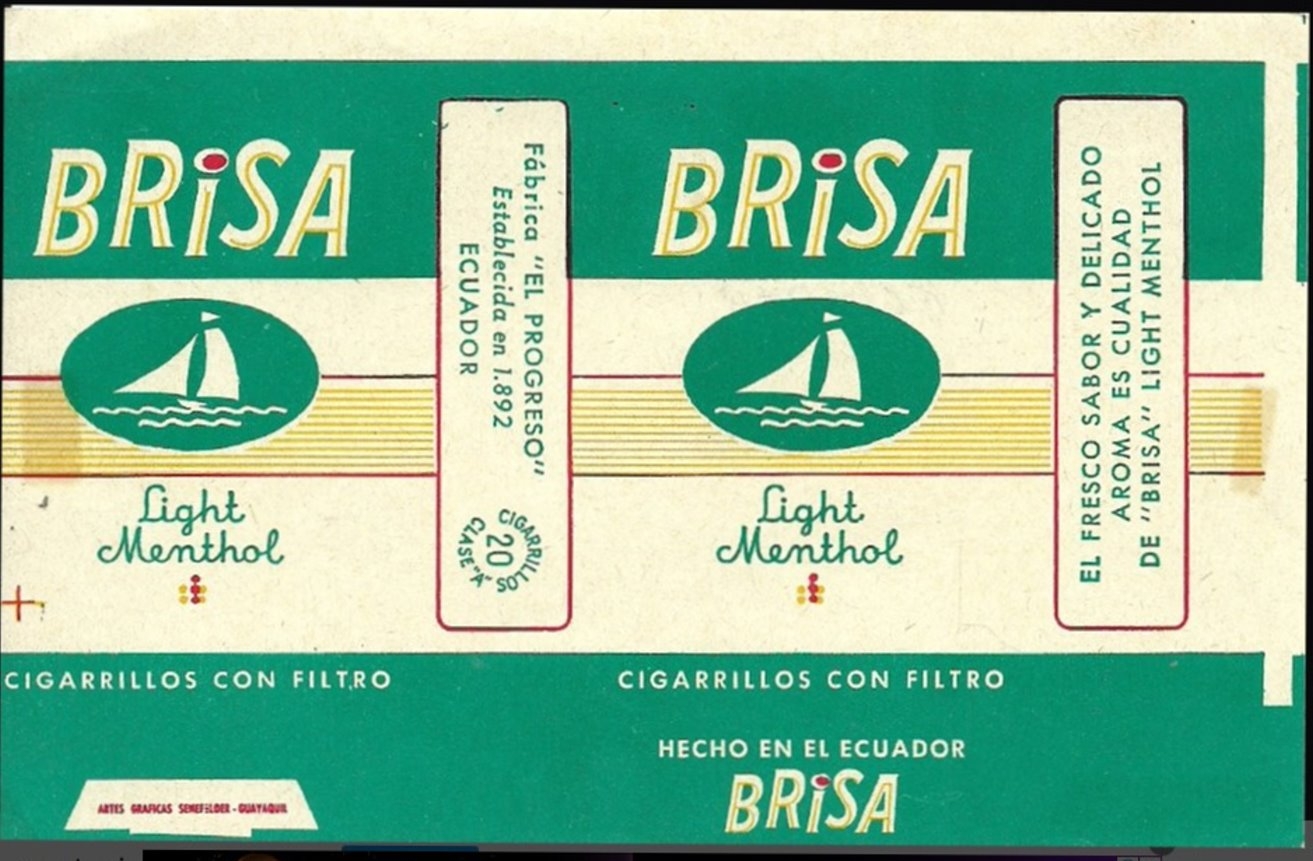 BRiSA
Light
Menthol
CIGARRILLOS CON FILTRO
ARTES GRAFICAS SENEFELDER - GUAYAQUIL
Fábrica "EL PROGRESO"
Establecida en 1.892
ECUADOR
CIGARRILLOS
20
CLASE "A"
BRiSA
Light
Menthol
CIGARRILLOS CON FILTRO
HECHO EN EL ECUADOR
BRiSA
EL FRESCO SABOR Y DELICADO
AROMA ES CUALIDAD
DE "BRISA" LIGHT MENTHOL